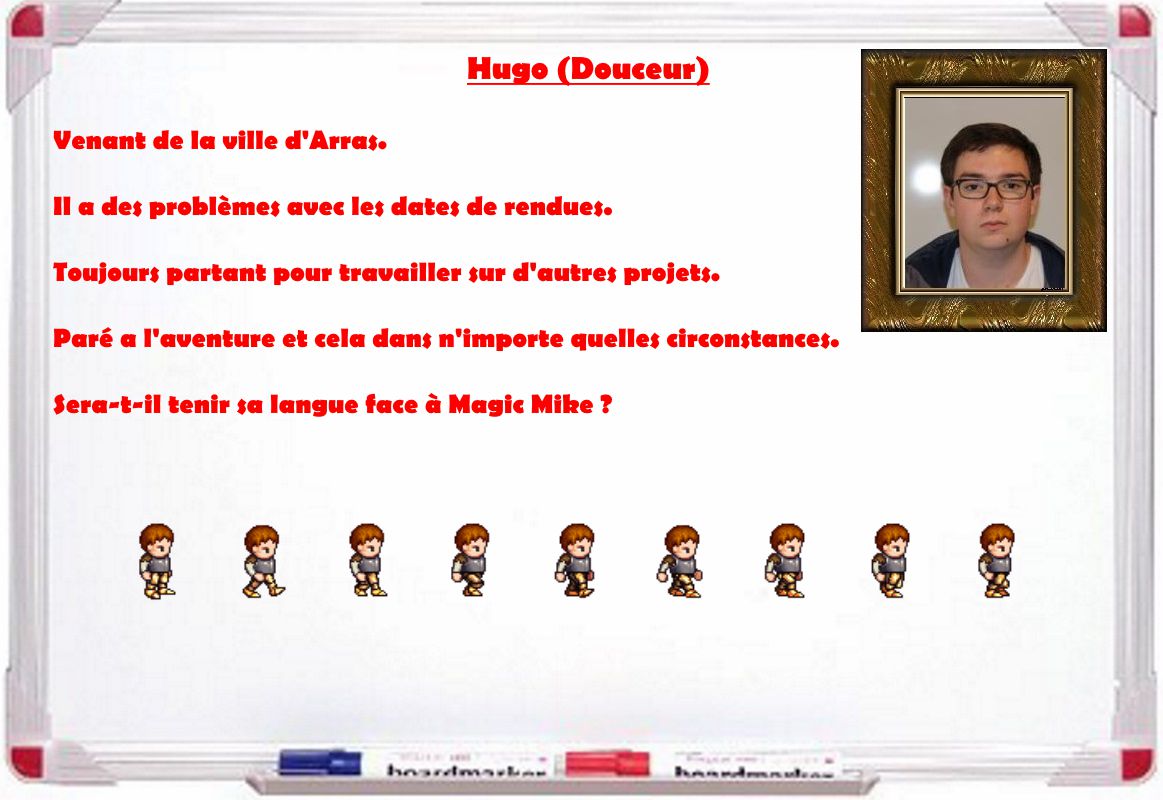 Hugo (Douceur)
Venant de la ville d'Arras.
Il a des problèmes avec les dates de rendues.
Toujours partant pour travailler sur d'autres projets.
Paré a l'aventure et cela dans n'importe quelles circonstances.
Sera-t-il tenir sa langue face à Magic Mike ?
boardmarker boardmarker